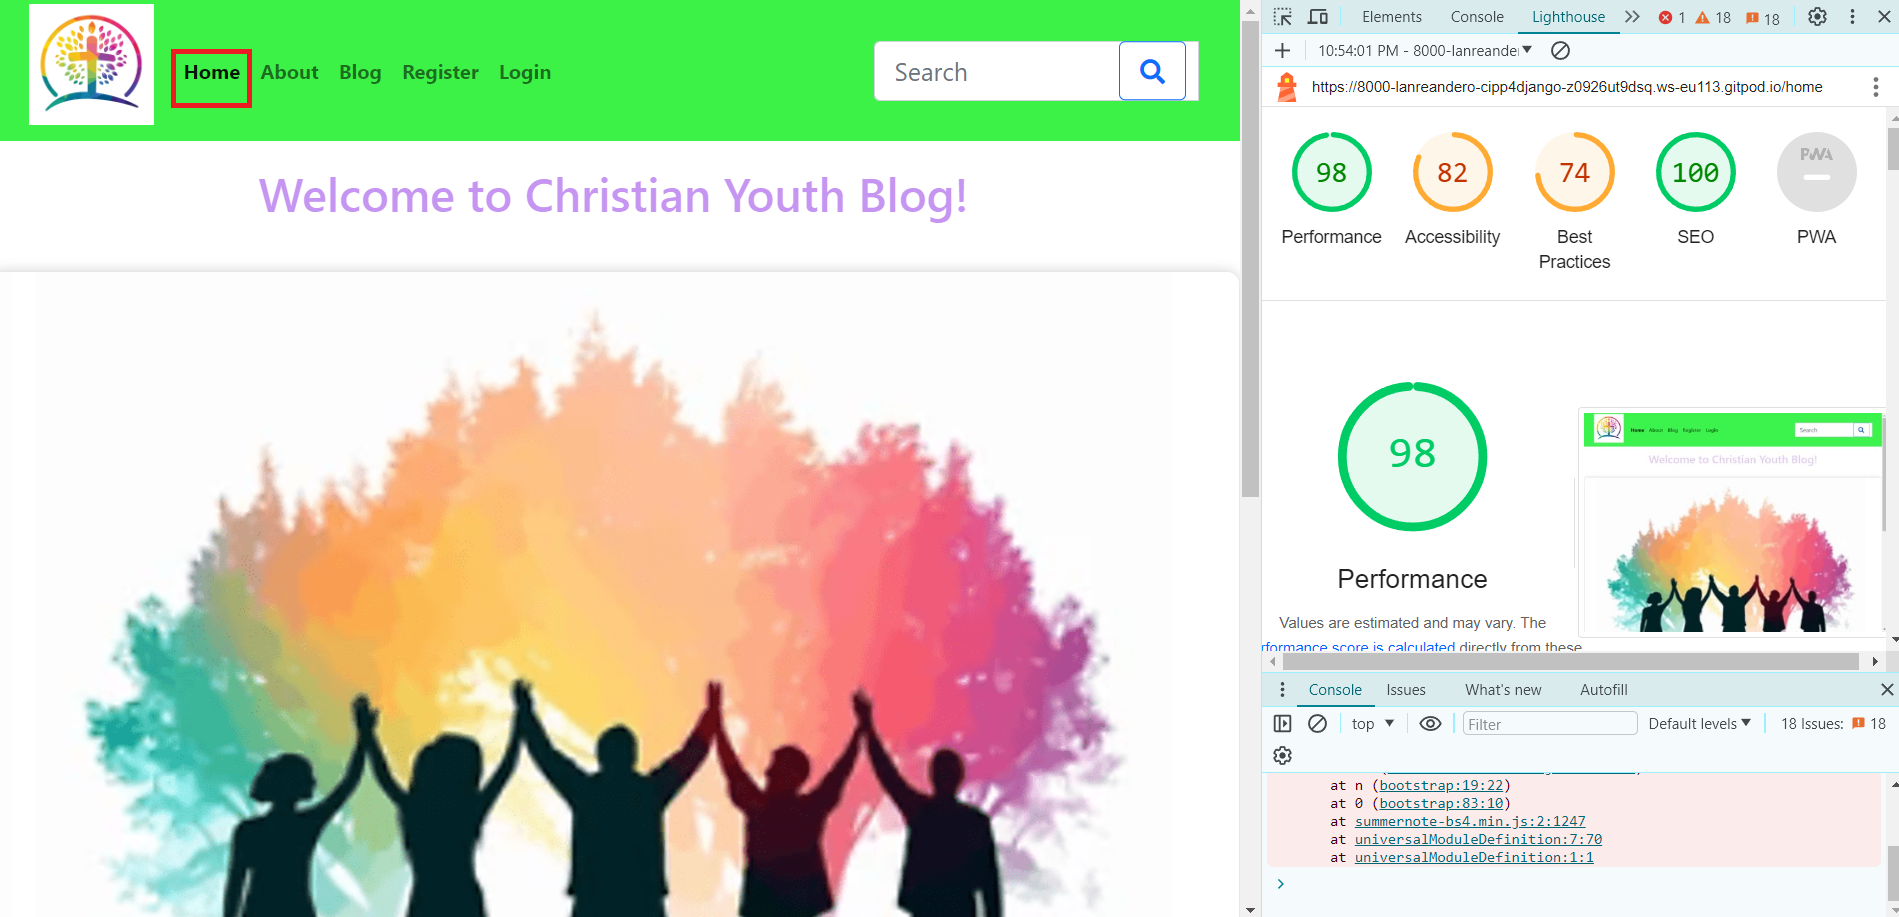 Home About Blog Register Login
Search
Welcome to Christian Youth Blog!
Elements Console Lighthouse 1 18 18
10:54:01 PM - 8000-lanreander
https://8000-lanreandero-cipp4django-z0926ut9dsq.ws-eu113.gitpod.io/home
98 82 74 100 PWA
Performance Accessibility Best Practices SEO PWA
98
Performance
Values are estimated and may vary. The
rformance score is calculated directly from these
Home About Blog Register Login
Search
Welcome to Christian Youth Blog!
Console Issues What's new Autofill
top Filter Default levels 18 Issues: 18
at n (bootstrap:19:22)
at 0 (bootstrap:83:10)
at summernote-bs4.min.js:2:1247
at universalModuleDefinition:7:70
at universalModuleDefinition:1:1